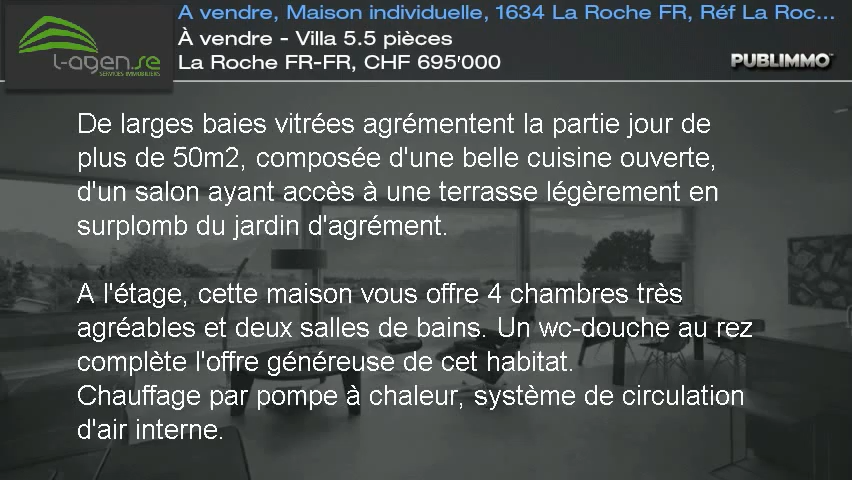 A vendre, Maison individuelle, 1634 La Roche FR, Réf La Roc...
À vendre - Villa 5.5 pièces
La Roche FR-FR, CHF 695'000
l-agen.se
SERVICES IMMOBILIERS
PUBLIMMO
De larges baies vitrées agrémentent la partie jour de
plus de 50m2, composée d'une belle cuisine ouverte,
d'un salon ayant accès à une terrasse légèrement en
surplomb du jardin d'agrément.
A l'étage, cette maison vous offre 4 chambres très
agréables et deux salles de bains. Un wc-douche au rez
complète l'offre généreuse de cet habitat.
Chauffage par pompe à chaleur, système de circulation
d'air interne.